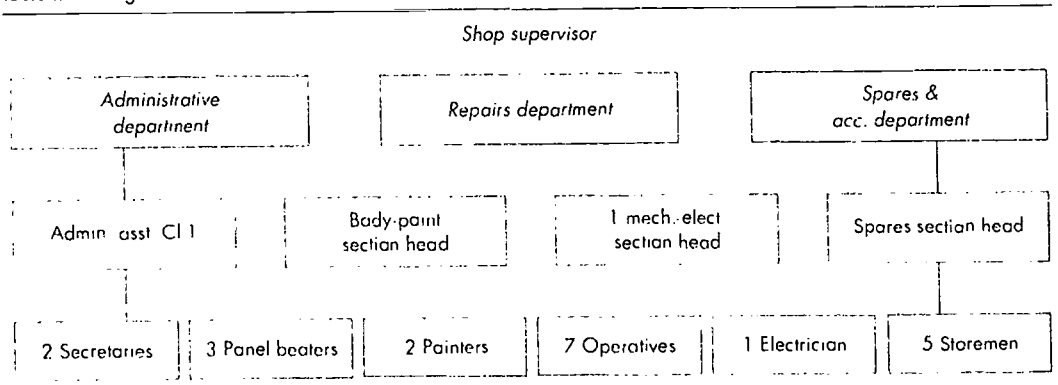 Shop supervisor
Administrative
department
Repairs department
Spares &
acc. department
Admin asst Cl 1
Body-paint
section head
1 mech.-elect
section head
Spares section head
2 Secretaries
3 Panel beaters
2 Painters
7 Operatives
1 Electrician
5 Storemen